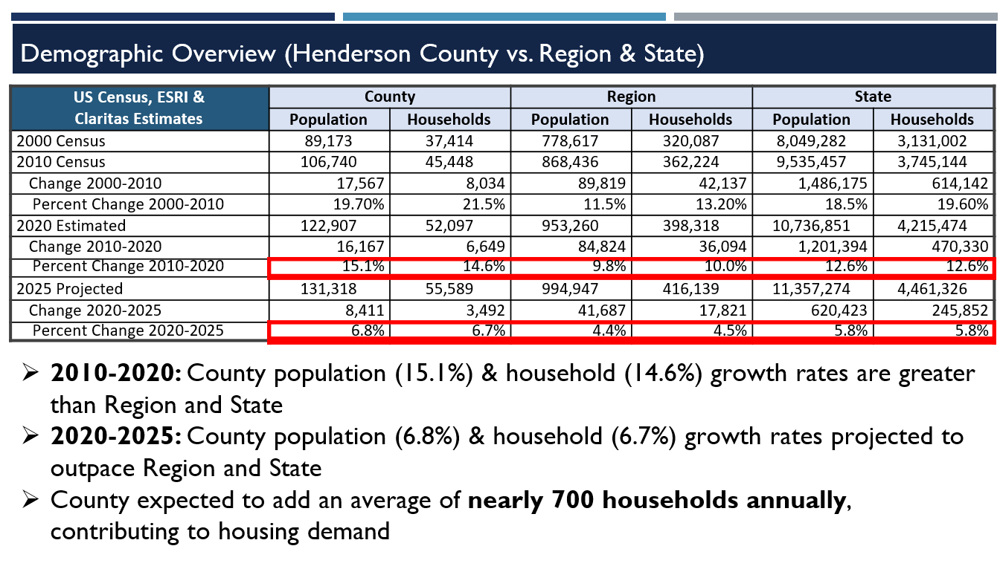 Demographic Overview (Henderson County vs. Region & State)
US Census, ESRI & Claritas Estimates County Region State
Population Households Population Households Population Households
2000 Census 89,173 37,414 778,617 320,087 8,049,282 3,131,002
2010 Census 106,740 45,448 868,436 362,224 9,535,457 3,745,144
Change 2000-2010 17,567 8,034 89,819 42,137 1,486,175 614,142
Percent Change 2000-2010 19.70% 21.5% 11.5% 13.20% 18.5% 19.60%
2020 Estimated 122,907 52,097 953,260 398,318 10,736,851 4,215,474
Change 2010-2020 16,167 6,649 84,824 36,094 1,201,394 470,330
Percent Change 2010-2020 15.1% 14.6% 9.8% 10.0% 12.6% 12.6%
2025 Projected 131,318 55,589 994,947 416,139 11,357,274 4,461,326
Change 2020-2025 8,411 3,492 41,687 17,821 620,423 245,852
Percent Change 2020-2025 6.8% 6.7% 4.4% 4.5% 5.8% 5.8%
➢ 2010-2020: County population (15.1%) & household (14.6%) growth rates are greater
than Region and State
➢ 2020-2025: County population (6.8%) & household (6.7%) growth rates projected to
outpace Region and State
➢ County expected to add an average of nearly 700 households annually,
contributing to housing demand